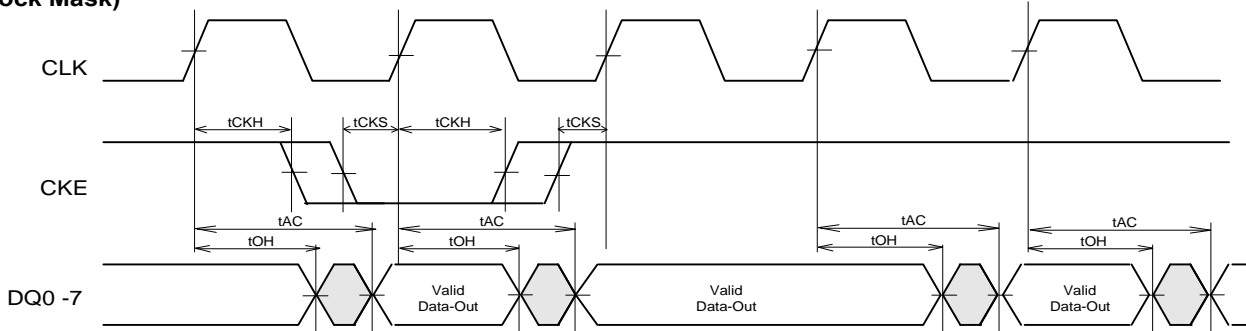 ock Mask)
CLK
tCKH
tCKS
tCKH
tCKS
CKE
tAC
tAC
tAC
tAC
tOH
tOH
tOH
tOH
DQ0 -7
Valid
Data-Out
Valid
Data-Out
Valid
Data-Out